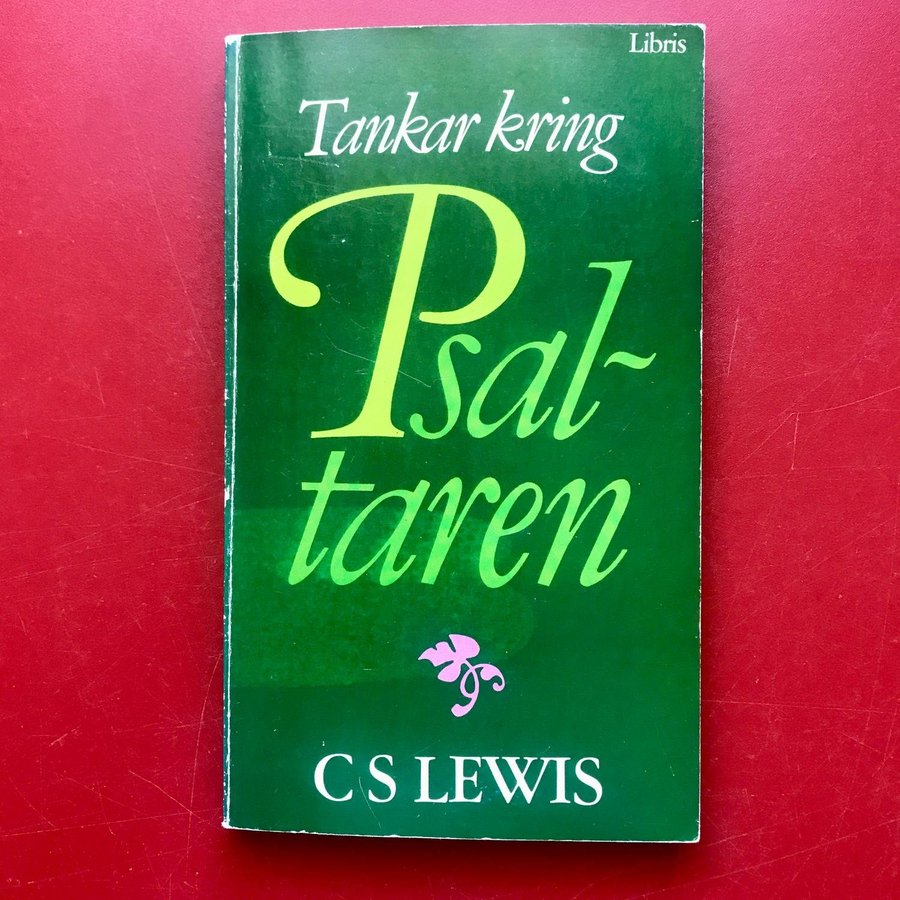 Libris
Tankar kring
Psal-
taren
C S LEWIS